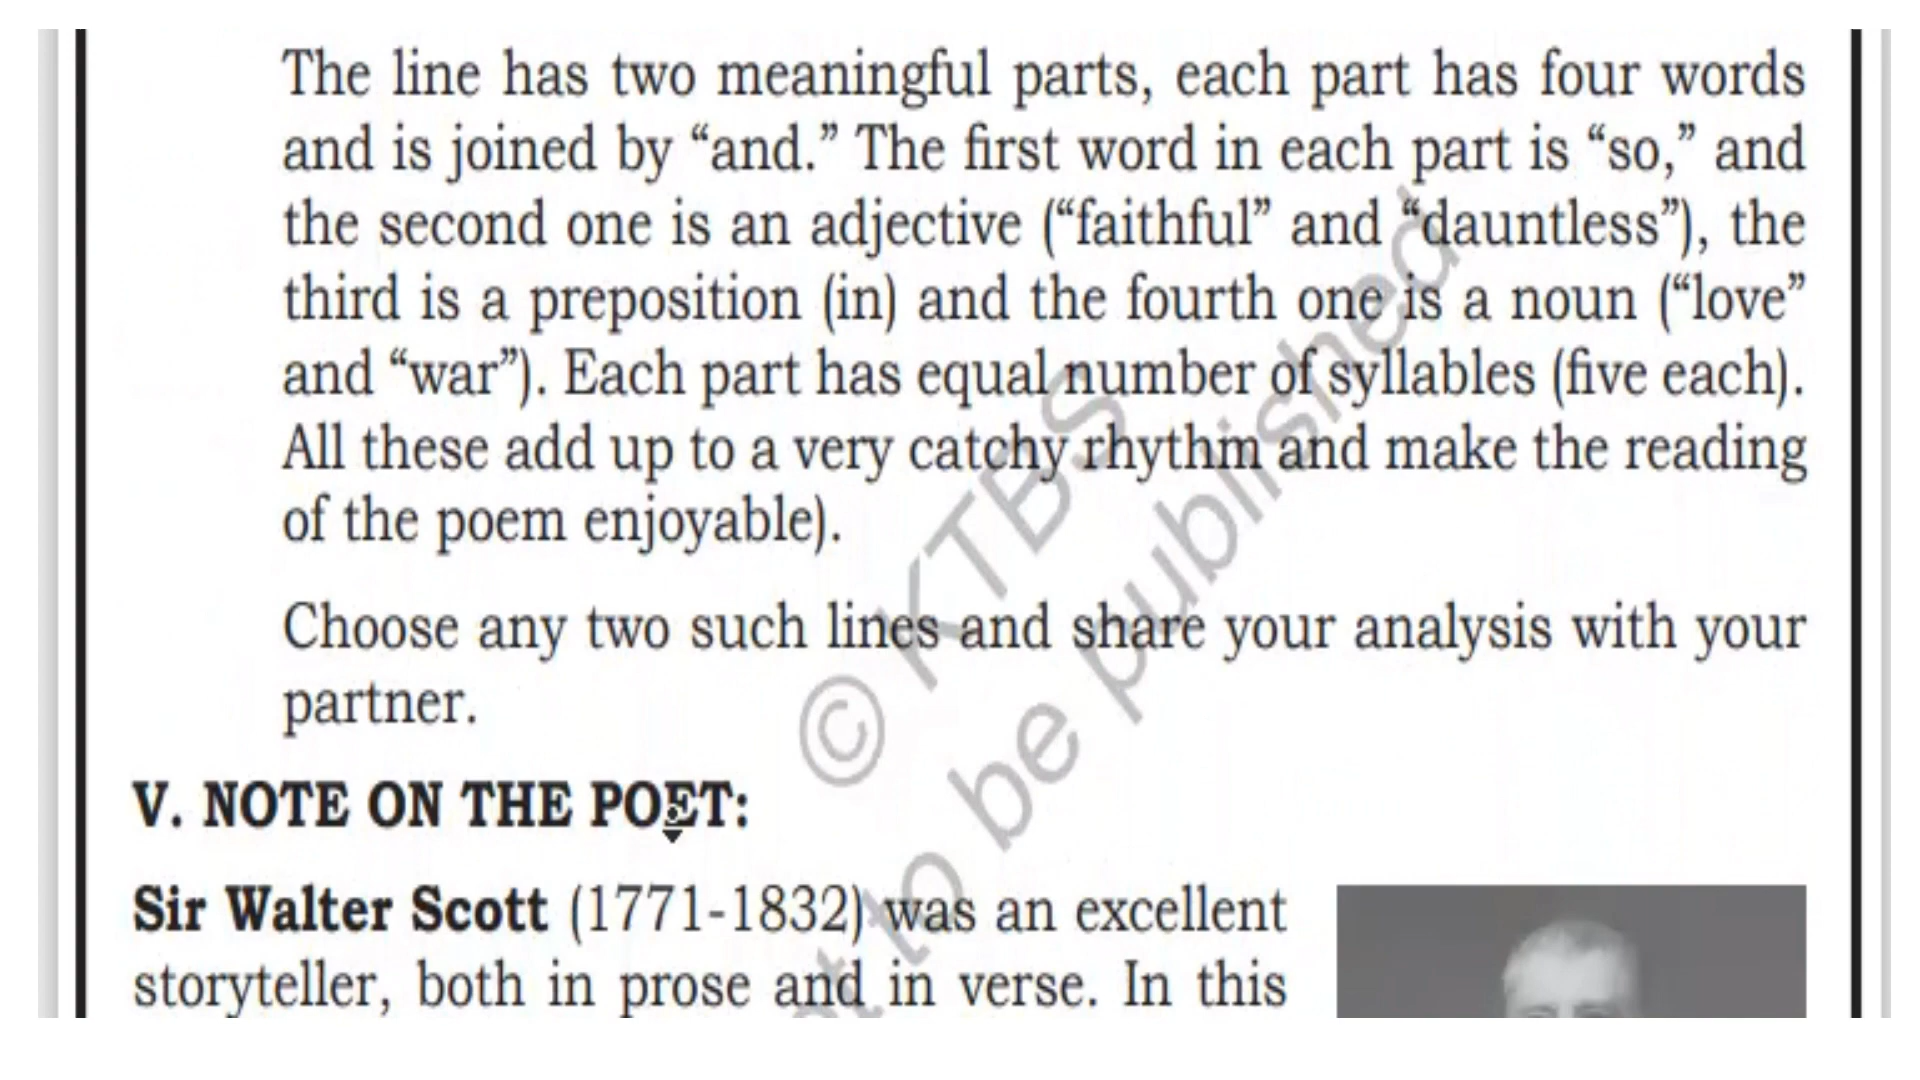 The line has two meaningful parts, each part has four words
and is joined by “and.” The first word in each part is “so,” and
the second one is an adjective (“faithful” and “dauntless”), the
third is a preposition (in) and the fourth one is a noun (“love”
and “war”). Each part has equal number of syllables (five each).
All these add up to a very catchy rhythm and make the reading
of the poem enjoyable).
Choose any two such lines and share your analysis with your
partner.
V. NOTE ON THE POET:
Sir Walter Scott (1771-1832) was an excellent
storyteller, both in prose and in verse. In this
© KTBS
to be published